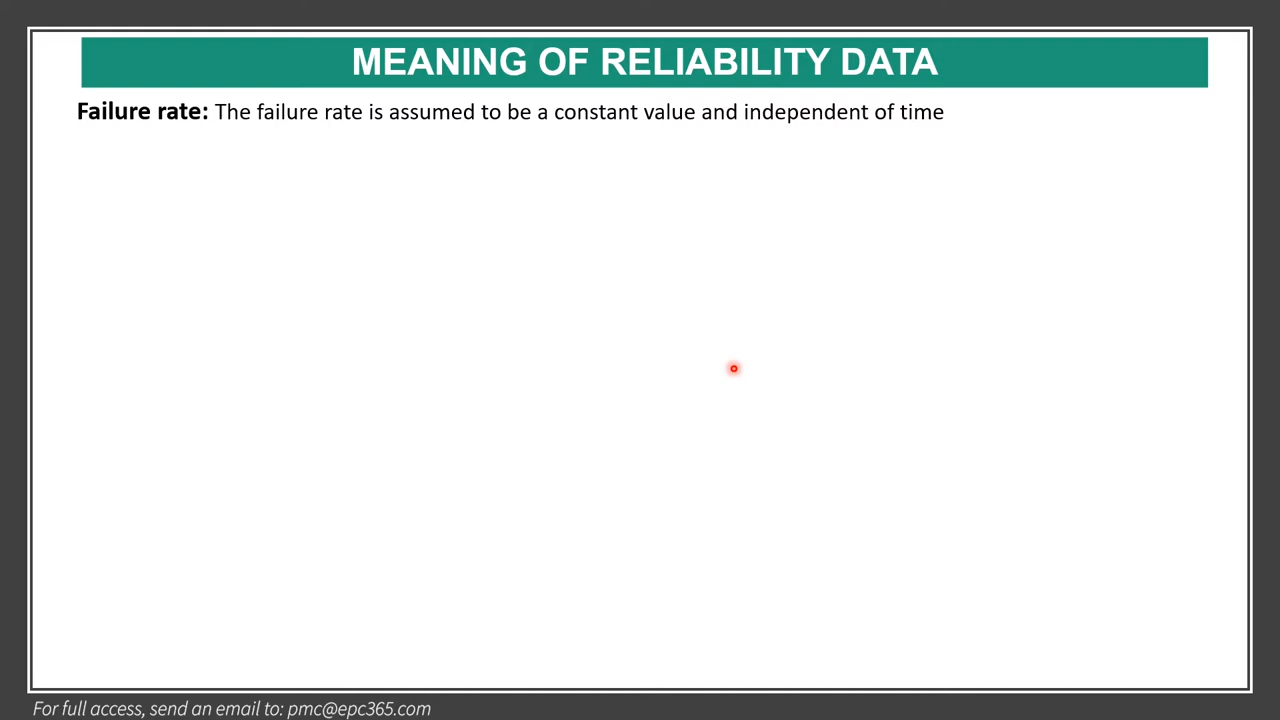 MEANING OF RELIABILITY DATA
Failure rate: The failure rate is assumed to be a constant value and independent of time
For full access, send an email to: pmc@epc365.com